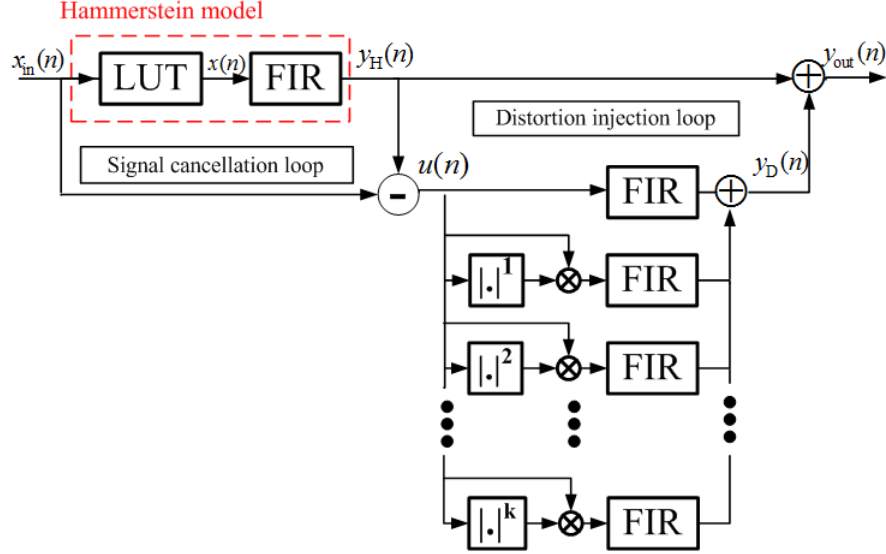 Hammerstein model
x_in(n) LUT x(n) FIR y_H(n) y_out(n)
Distortion injection loop
Signal cancellation loop
u(n) y_D(n)
- FIR
|.|^1 FIR
|.|^2 FIR
|.|^k FIR